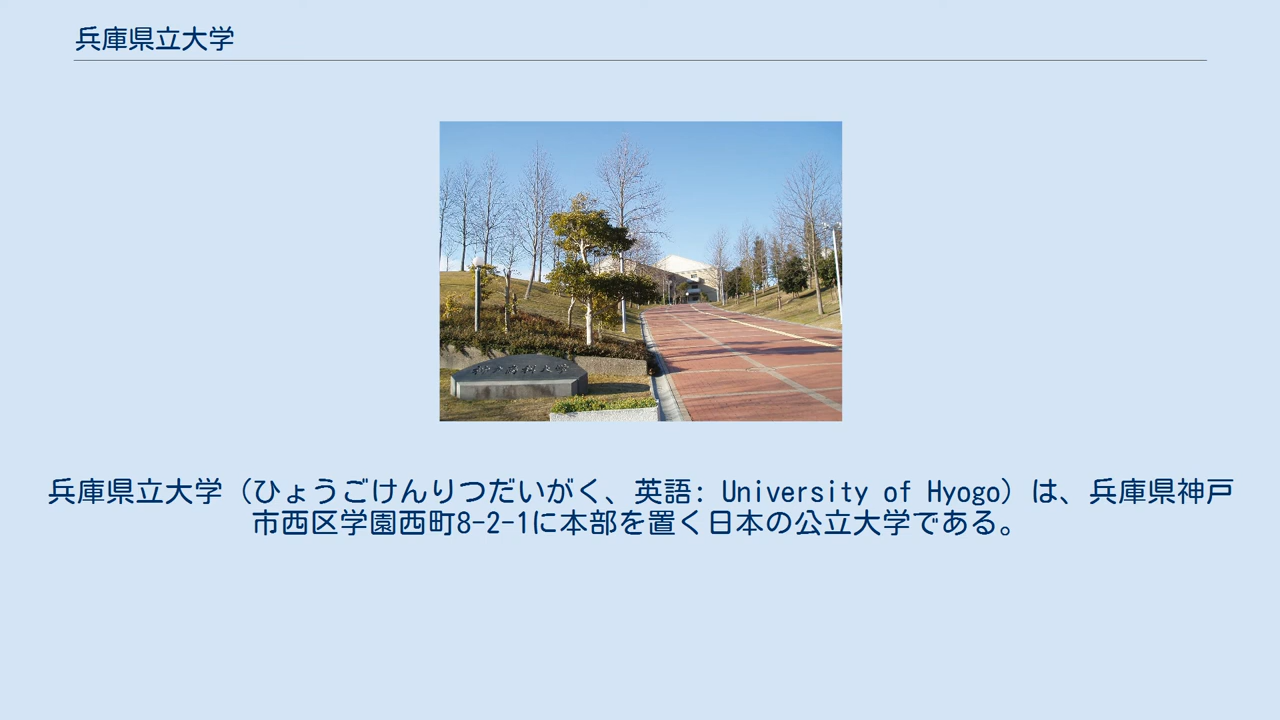 兵庫県立大学
兵庫県立大学（ひょうごけんりつだいがく、英語: University of Hyogo）は、兵庫県神戸
市西区学園西町8-2-1に本部を置く日本の公立大学である。